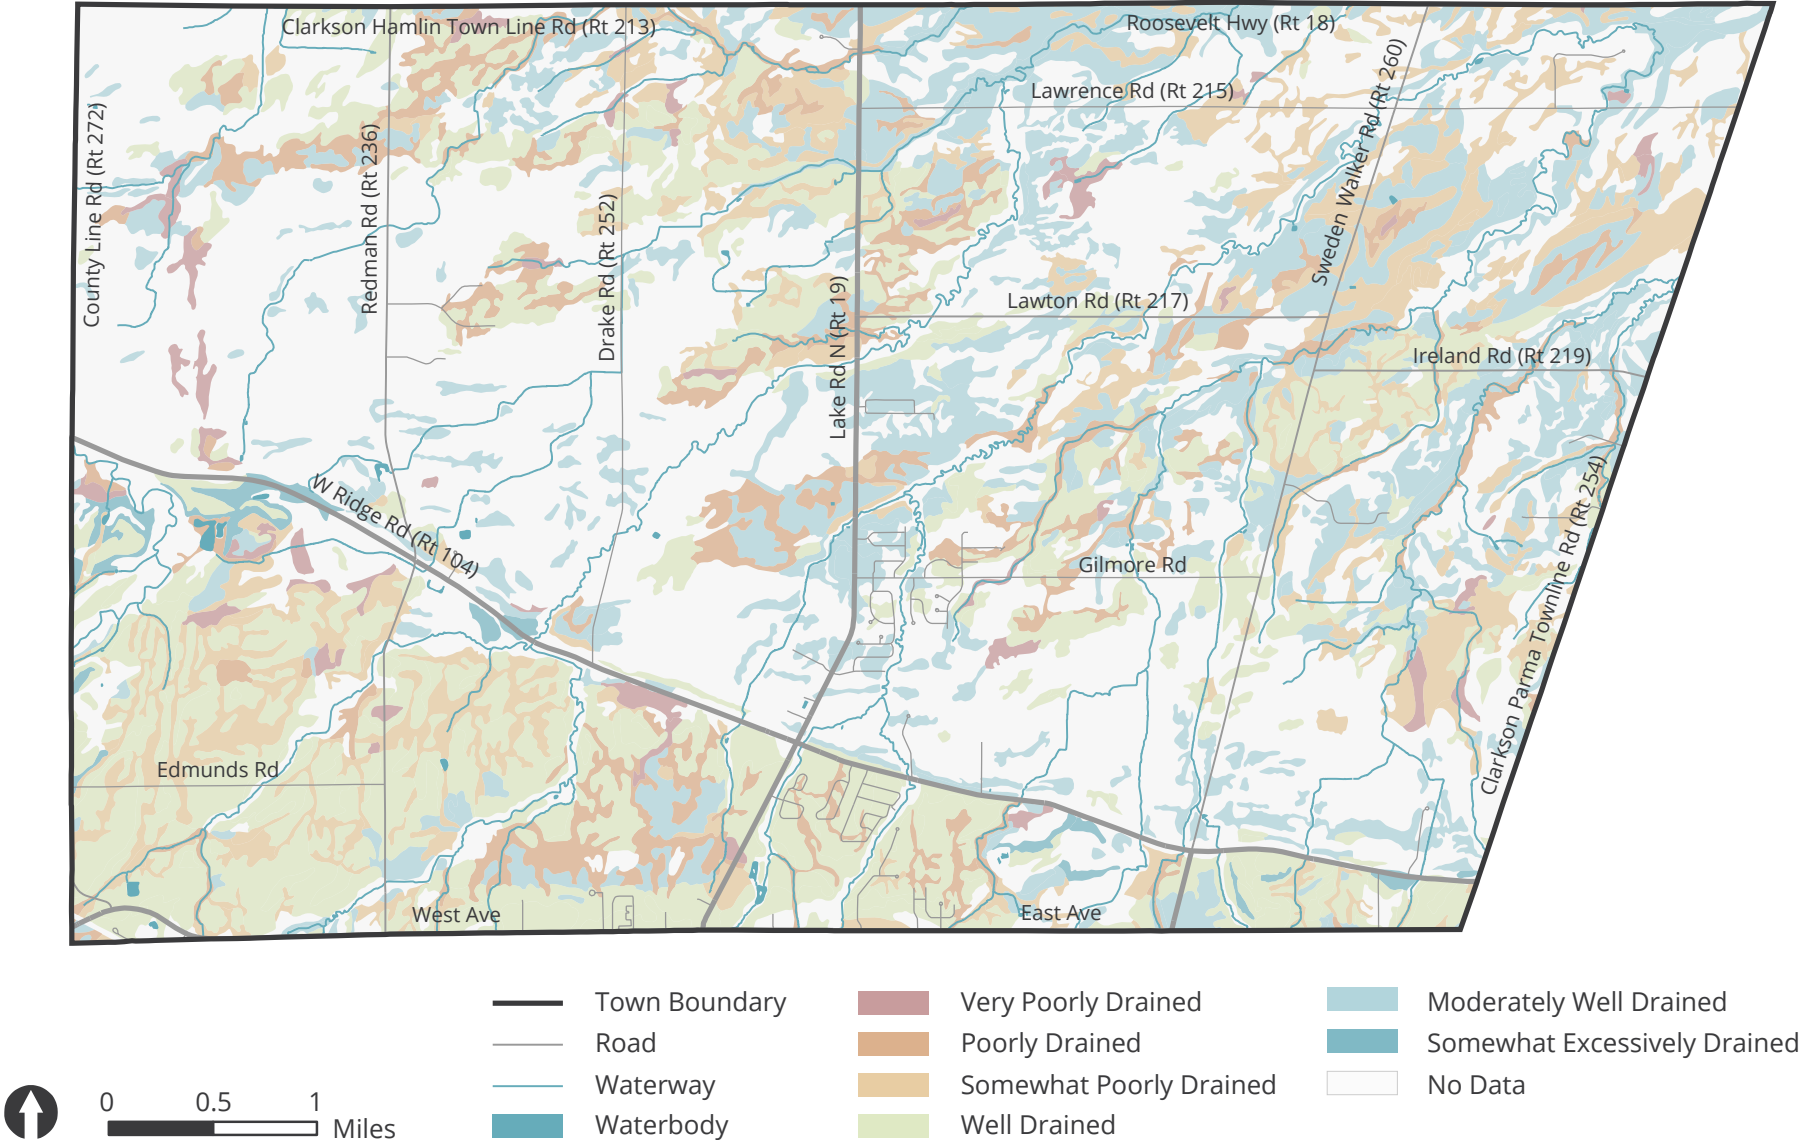 Clarkson Hamlin Town Line Rd (Rt 213)
Roosevelt Hwy (Rt 18)
Lawrence Rd (Rt 215)
County Line Rd (Rt 272)
Redman Rd (Rt 236)
Drake Rd (Rt 252)
Lake Rd N (Rt 19)
Sweden Walker Rd (Rt 260)
Lawton Rd (Rt 217)
Ireland Rd (Rt 219)
W Ridge Rd (Rt 104)
Gilmore Rd
Clarkson Parma Townline Rd (Rt 254)
Edmunds Rd
West Ave
East Ave
Town Boundary
Road
Waterway
Waterbody
Very Poorly Drained
Poorly Drained
Somewhat Poorly Drained
Well Drained
Moderately Well Drained
Somewhat Excessively Drained
No Data
0 0.5 1
Miles